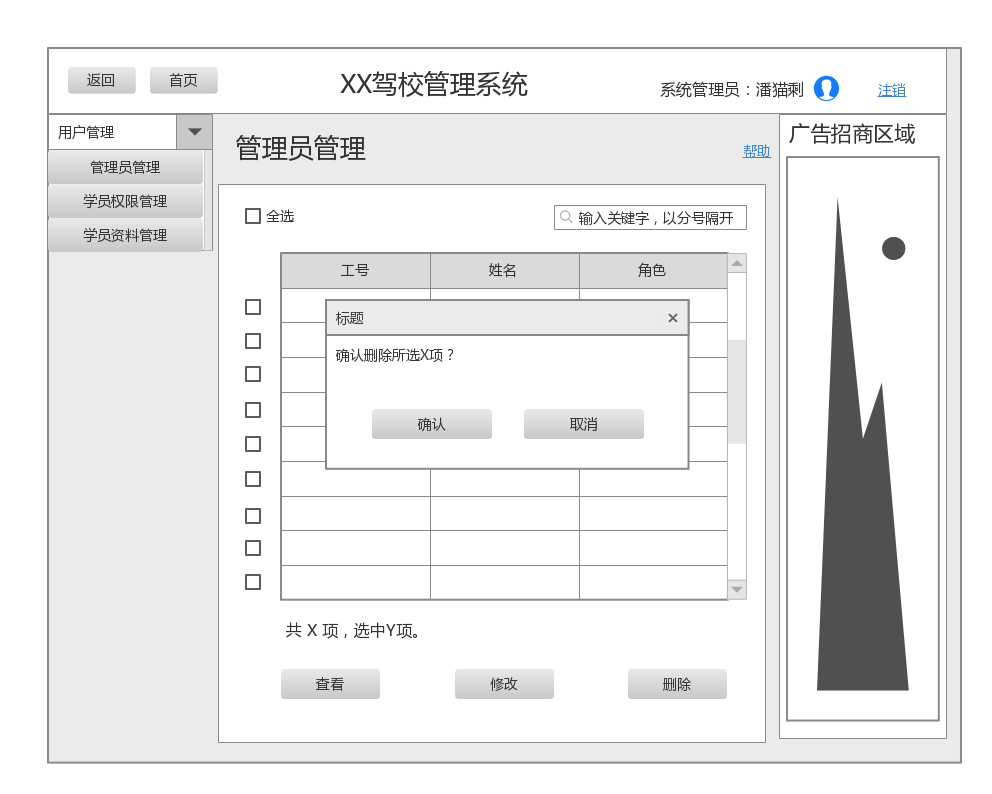 返回
首页
XX驾校管理系统
系统管理员：潘猫剩
注销
用户管理
管理员管理
学员权限管理
学员资料管理
管理员管理
帮助
广告招商区域
全选
输入关键字，以分号隔开
工号 姓名 角色
标题 ×
确认删除所选X项？
确认 取消
共 X 项，选中Y项。
查看 修改 删除